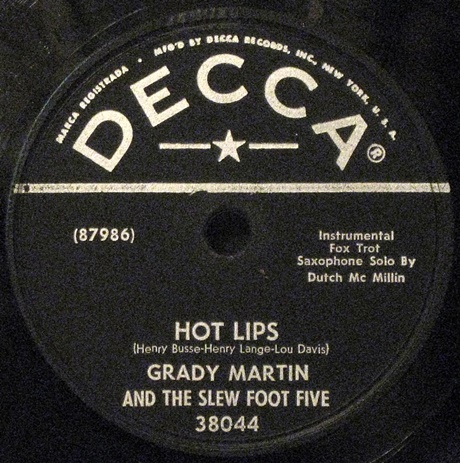 MARCA REGISTRADA • MFG'D BY DECCA RECORDS, INC., NEW YORK, U. S. A.
DECCA®
(87986)
Instrumental
Fox Trot
Saxophone Solo By
Dutch Mc Millin
HOT LIPS
(Henry Busse-Henry Lange-Lou Davis)
GRADY MARTIN
AND THE SLEW FOOT FIVE
38044